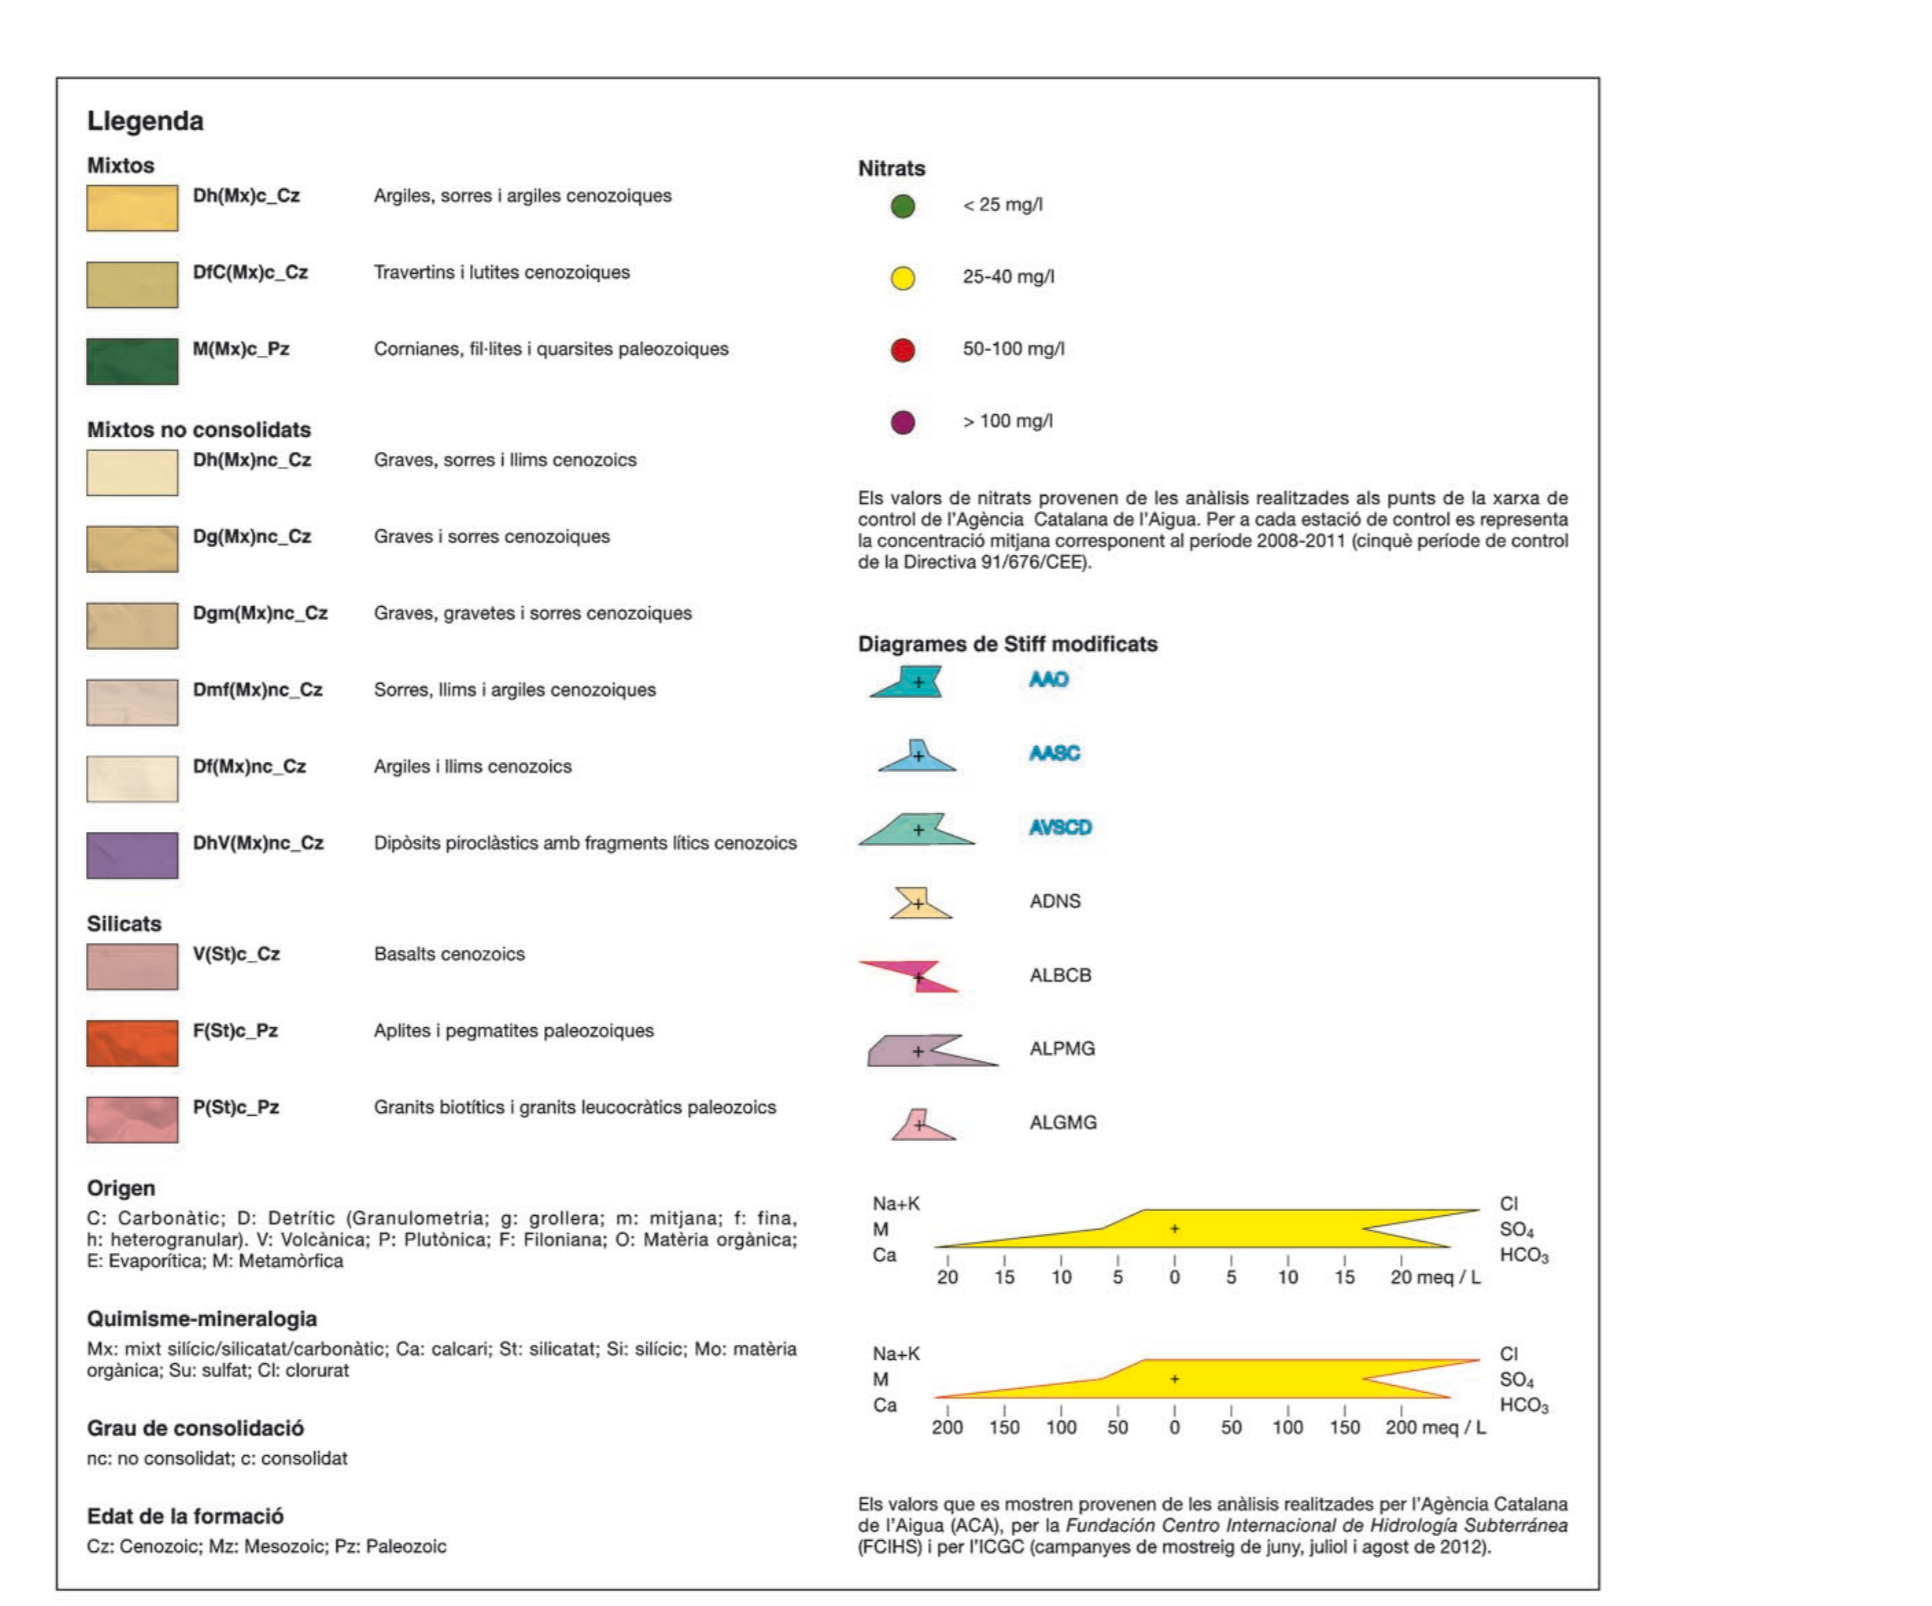 Llegenda
Mixtos
Dh(Mx)c_Cz Argiles, sorres i argiles cenozoiques
DfC(Mx)c_Cz Travertins i lutites cenozoiques
M(Mx)c_Pz Cornianes, fil·lites i quarsites paleozoiques
Mixtos no consolidats
Dh(Mx)nc_Cz Graves, sorres i llims cenozoics
Dg(Mx)nc_Cz Graves i sorres cenozoiques
Dgm(Mx)nc_Cz Graves, gravetes i sorres cenozoiques
Dmf(Mx)nc_Cz Sorres, llims i argiles cenozoiques
Df(Mx)nc_Cz Argiles i llims cenozoics
DhV(Mx)nc_Cz Dipòsits piroclàstics amb fragments lítics cenozoics
Silicats
V(St)c_Cz Basalts cenozoics
F(St)c_Pz Aplites i pegmatites paleozoiques
P(St)c_Pz Granits biotítics i granits leucocràtics paleozoics
Origen
C: Carbonàtic; D: Detrític (Granulometria; g: grollera; m: mitjana; f: fina,
h: heterogranular). V: Volcànica; P: Plutònica; F: Filoniana; O: Matèria orgànica;
E: Evaporítica; M: Metamòrfica
Quimisme-mineralogia
Mx: mixt silícic/silicatat/carbonàtic; Ca: calcari; St: silicatat; Si: silícic; Mo: matèria
orgànica; Su: sulfat; Cl: clorurat
Grau de consolidació
nc: no consolidat; c: consolidat
Edat de la formació
Cz: Cenozoic; Mz: Mesozoic; Pz: Paleozoic
Nitrats
< 25 mg/l
25-40 mg/l
50-100 mg/l
> 100 mg/l
Els valors de nitrats provenen de les anàlisis realitzades als punts de la xarxa de
control de l'Agència Catalana de l'Aigua. Per a cada estació de control es representa
la concentració mitjana corresponent al període 2008-2011 (cinquè període de control
de la Directiva 91/676/CEE).
Diagrames de Stiff modificats
AAO
AASC
AVSCD
ADNS
ALBCB
ALPMG
ALGMG
Na+K Cl
M SO₄
Ca HCO₃
20 15 10 5 0 5 10 15 20 meq / L
Na+K Cl
M SO₄
Ca HCO₃
200 150 100 50 0 50 100 150 200 meq / L
Els valors que es mostren provenen de les anàlisis realitzades per l'Agència Catalana
de l'Aigua (ACA), per la Fundación Centro Internacional de Hidrología Subterránea
(FCIHS) i per l'ICGC (campanyes de mostreig de juny, juliol i agost de 2012).